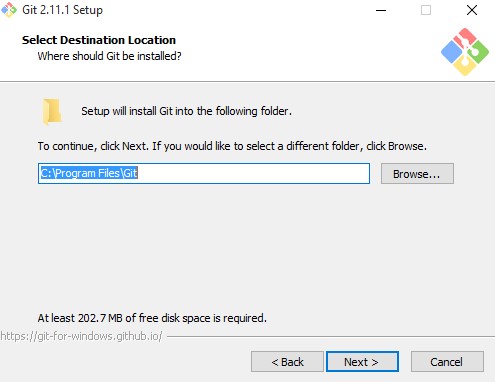 Git 2.11.1 Setup
Select Destination Location
Where should Git be installed?
Setup will install Git into the following folder.
To continue, click Next. If you would like to select a different folder, click Browse.
C:\Program Files\Git
Browse...
At least 202.7 MB of free disk space is required.
https://git-for-windows.github.io/
< Back
Next >
Cancel